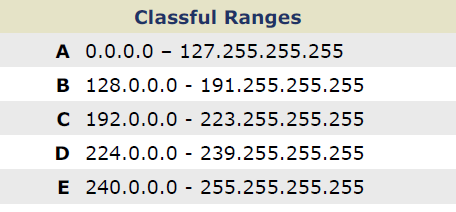 Classful Ranges
A 0.0.0.0 – 127.255.255.255
B 128.0.0.0 - 191.255.255.255
C 192.0.0.0 - 223.255.255.255
D 224.0.0.0 - 239.255.255.255
E 240.0.0.0 - 255.255.255.255